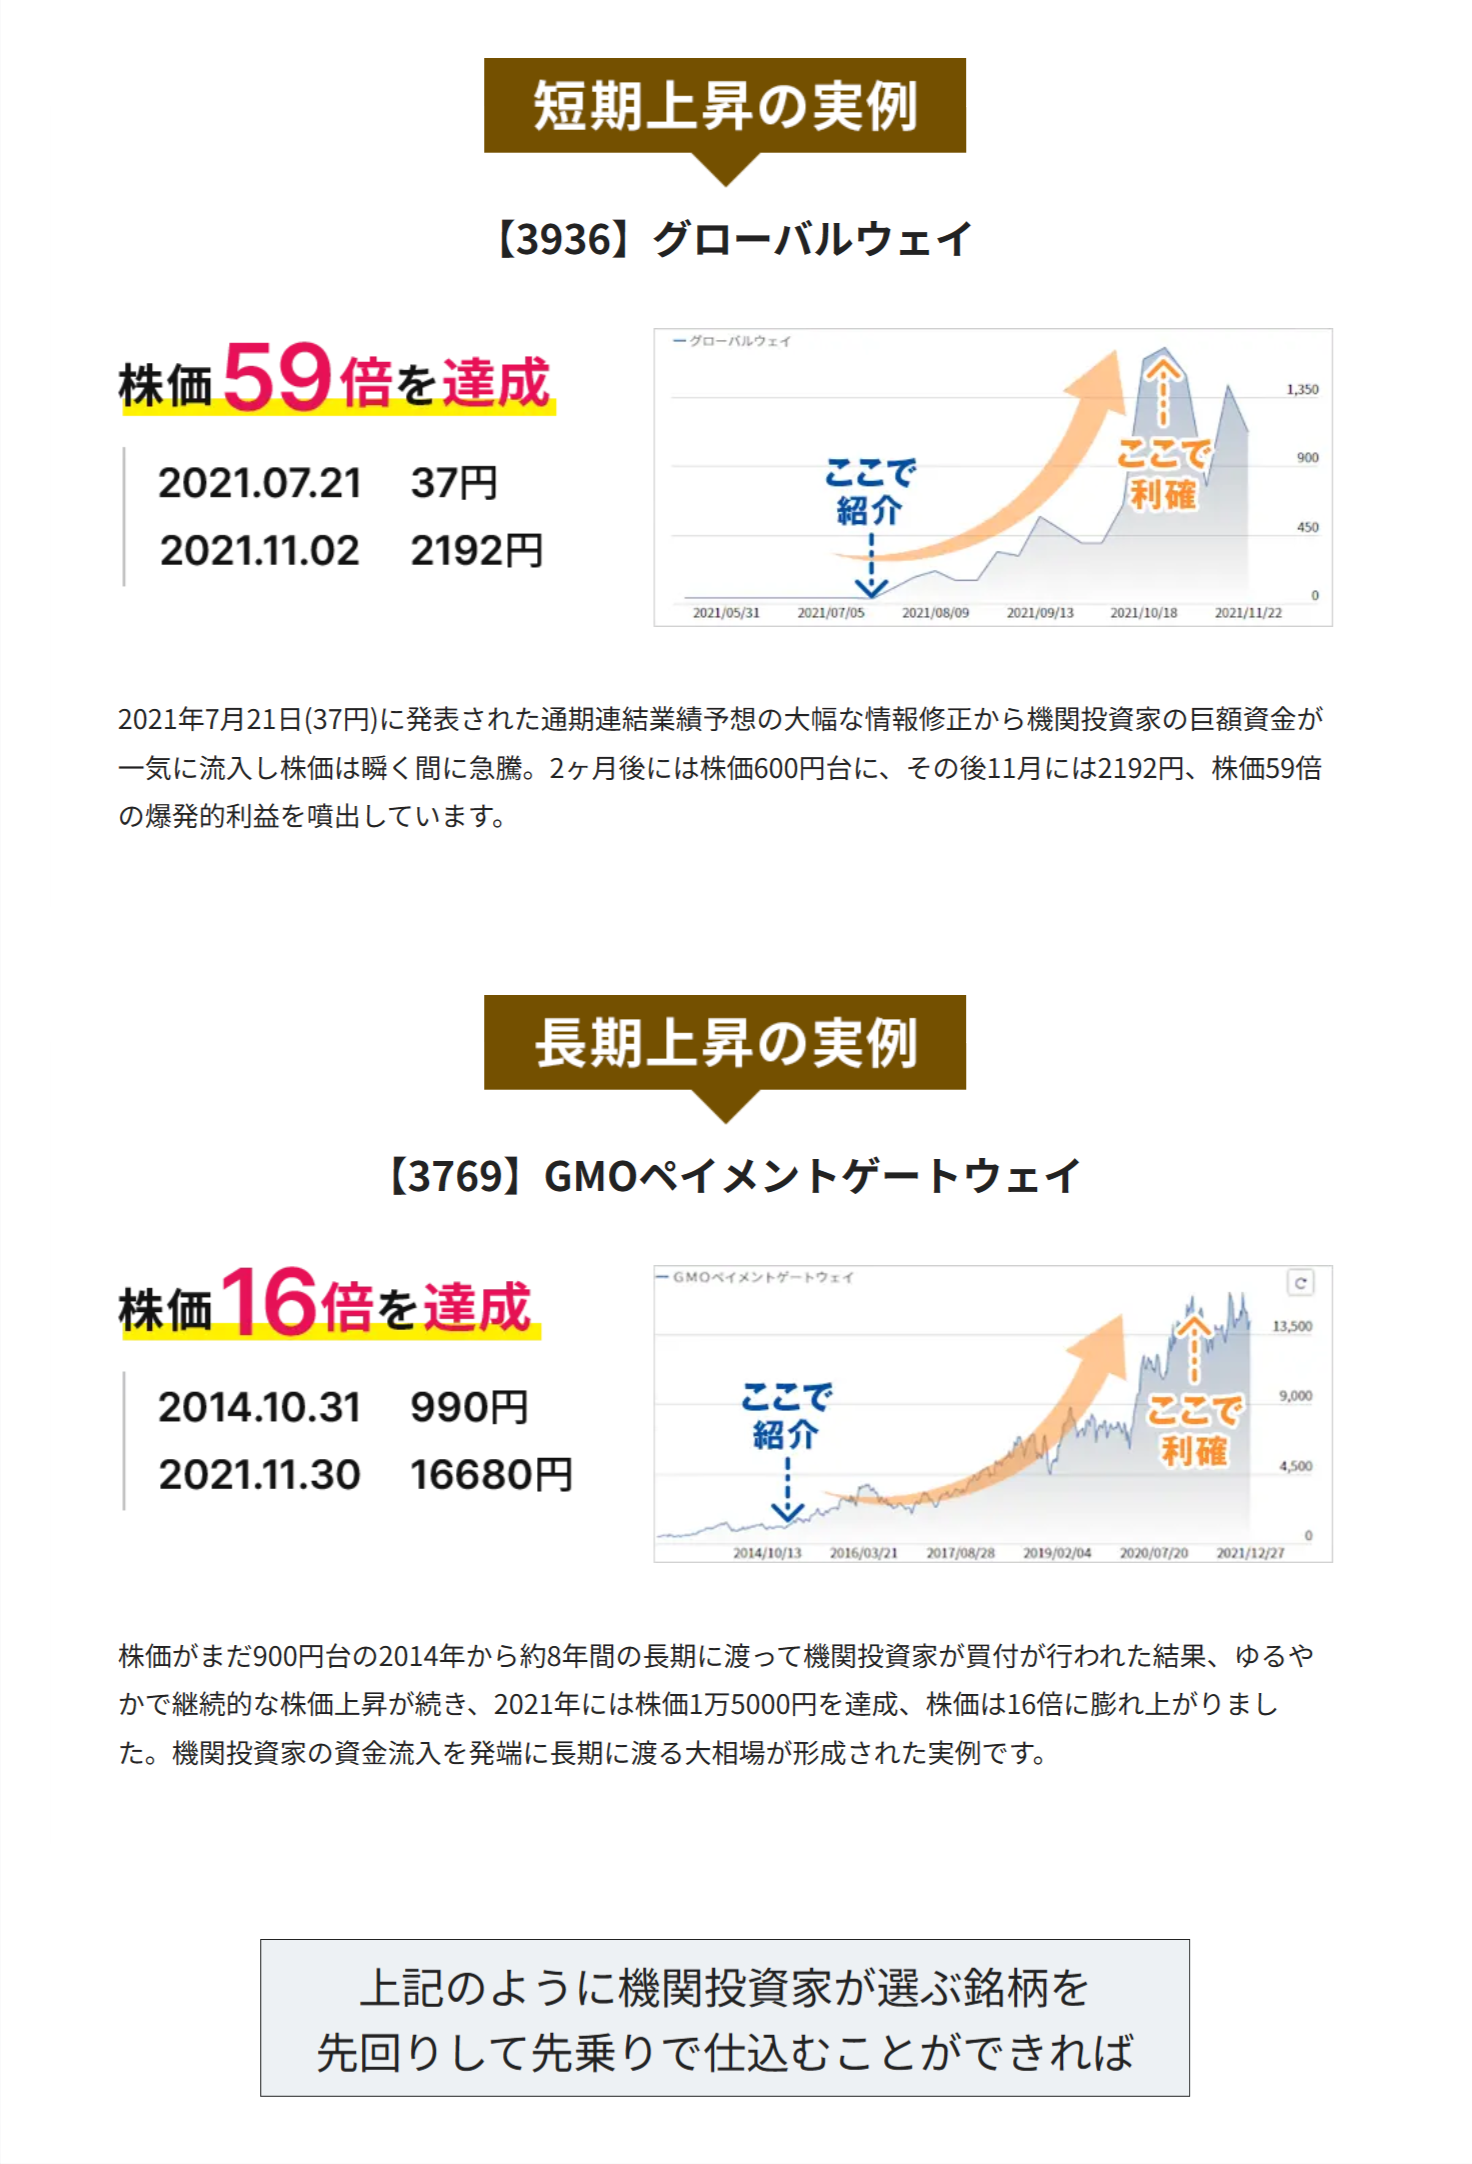 短期上昇の実例
【3936】グローバルウェイ
株価59倍を達成
2021.07.21 37円
2021.11.02 2192円
グローバルウェイ
1,350
900
450
0
ここで
紹介
ここで
利確
2021/05/31 2021/07/05 2021/08/09 2021/09/13 2021/10/18 2021/11/22
2021年7月21日(37円)に発表された通期連結業績予想の大幅な情報修正から機関投資家の巨額資金が
一気に流入し株価は瞬く間に急騰。2ヶ月後には株価600円台に、その後11月には2192円、株価59倍
の爆発的利益を噴出しています。
長期上昇の実例
【3769】GMOペイメントゲートウェイ
株価16倍を達成
2014.10.31 990円
2021.11.30 16680円
GMOペイメントゲートウェイ
13,500
9,000
4,500
0
ここで
紹介
ここで
利確
2014/10/13 2016/03/21 2017/08/28 2019/02/04 2020/07/20 2021/12/27
株価がまだ900円台の2014年から約8年間の長期に渡って機関投資家が買付が行われた結果、ゆるや
かで継続的な株価上昇が続き、2021年には株価1万5000円を達成、株価は16倍に膨れ上がりまし
た。機関投資家の資金流入を発端に長期に渡る大相場が形成された実例です。
上記のように機関投資家が選ぶ銘柄を
先回りして先乗りで仕込むことができれば